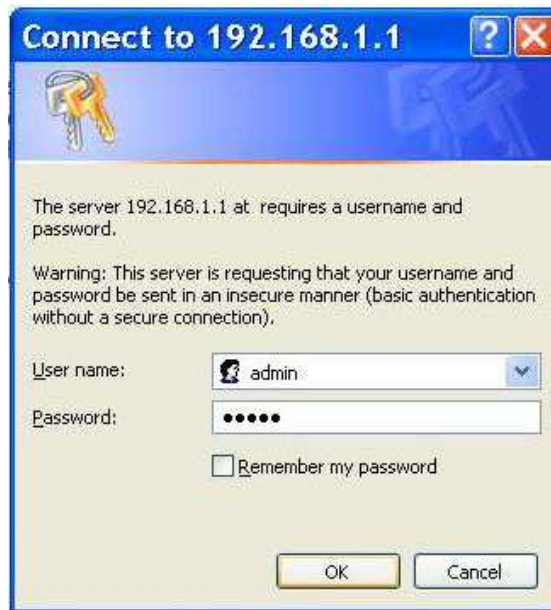 Connect to 192.168.1.1
The server 192.168.1.1 at  requires a username and
password.
Warning: This server is requesting that your username and
password be sent in an insecure manner (basic authentication
without a secure connection).
User name:
admin
Password:
•••••
Remember my password
OK
Cancel